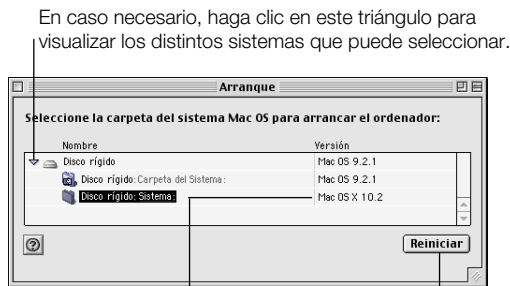 En caso necesario, haga clic en este triángulo para
visualizar los distintos sistemas que puede seleccionar.
Arranque
Seleccione la carpeta del sistema Mac OS para arrancar el ordenador:
Nombre Versión
Disco rígido Mac OS 9.2.1
Disco rígido: Carpeta del Sistema: Mac OS 9.2.1
Disco rígido: Sistema: Mac OS X 10.2
?
Reiniciar